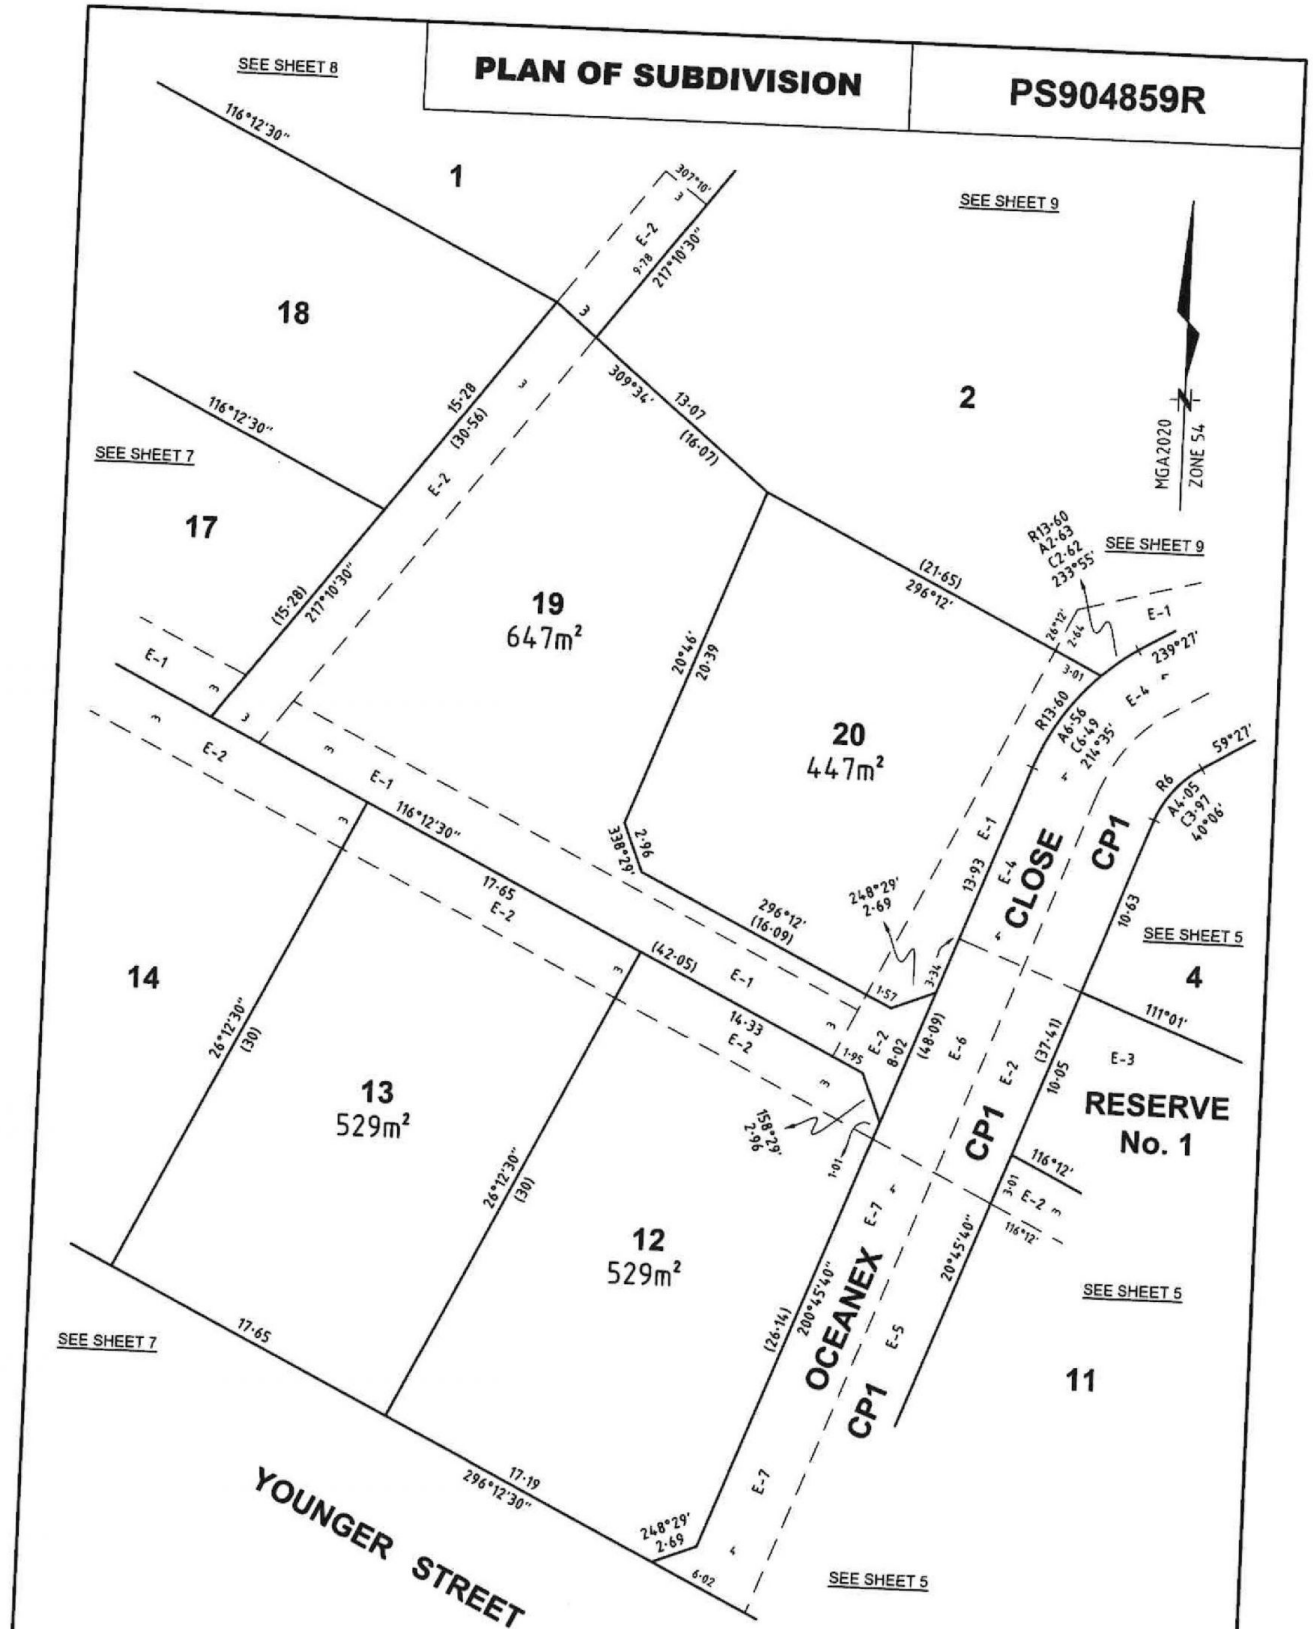 SEE SHEET 8
PLAN OF SUBDIVISION
PS904859R
116°12'30"
1
307°10'
3
E-2
9·78
217°10'30"
SEE SHEET 9
18
3
15·28
(30·56)
3
E-2
309°34'
13·07
(16·07)
2
MGA2020
ZONE 54
N
116°12'30"
SEE SHEET 7
17
(15·28)
217°10'30"
R13·60
A2·63
C2·62
233°55'
SEE SHEET 9
(21·65)
296°12'
19
647m²
20°46'
20·39
26°12'
2·64
E-1
239°27'
3·01
E-1
3
3
3
E-2
3
E-1
20
447m²
R13·60
A6·56
C6·49
214°35'
E-4
4
59°27'
R6
A4·05
C3·97
40°06'
116°12'30"
3
17·65
E-2
2·96
338°29'
296°12'
(16·09)
248°29'
2·69
13·93
E-1
E-4
4
CLOSE
CP1
10·63
SEE SHEET 5
4
111°01'
14
26°12'30"
(30)
3
(42·05)
E-1
14·33
E-2
3
1·57
3·34
3
E-2
1·95
8·02
(48·09)
E-6
E-2
(37·41)
10·05
E-3
RESERVE
No. 1
13
529m²
26°12'30"
(30)
158°29'
2·96
1·01
CP1
116°12'
3·01
E-2
3
116°12'
12
529m²
4
E-7
20°45'40"
(26·14)
200°45'40"
OCEANEX
E-5
CP1
SEE SHEET 5
11
SEE SHEET 7
17·65
17·19
296°12'30"
E-7
4
248°29'
2·69
6·02
SEE SHEET 5
YOUNGER STREET